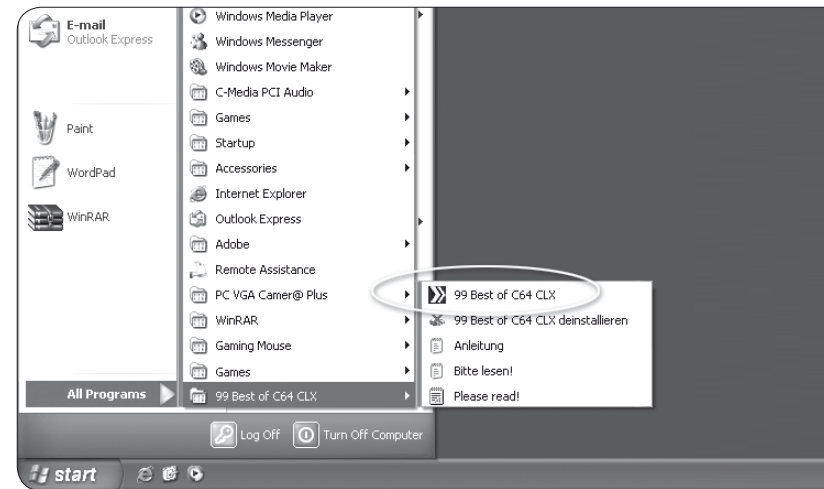 E-mail
Outlook Express
Paint
WordPad
WinRAR
All Programs
Windows Media Player
Windows Messenger
Windows Movie Maker
C-Media PCI Audio
Games
Startup
Accessories
Internet Explorer
Outlook Express
Adobe
Remote Assistance
PC VGA Camer@ Plus
WinRAR
Gaming Mouse
Games
99 Best of C64 CLX
99 Best of C64 CLX
99 Best of C64 CLX deinstallieren
Anleitung
Bitte lesen!
Please read!
Log Off
Turn Off Computer
start